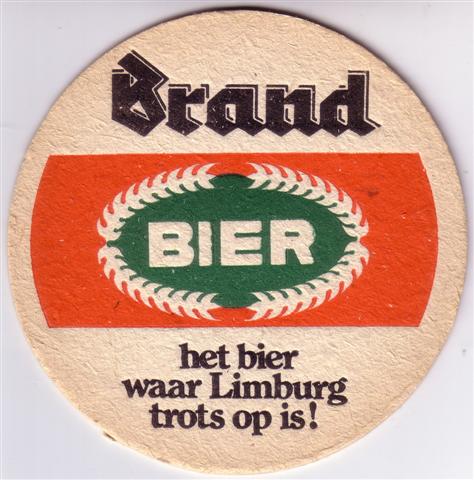 Brand
BIER
het bier
waar Limburg
trots op is!